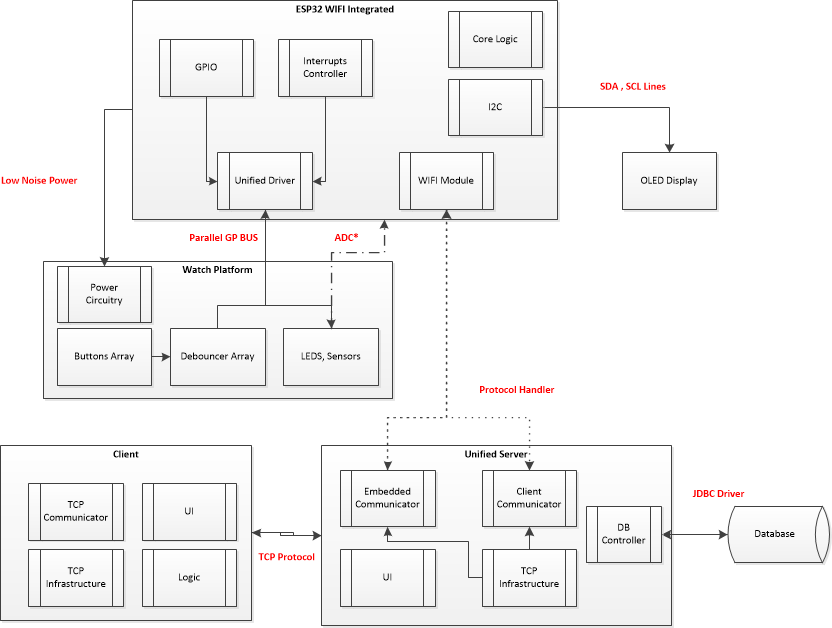 ESP32 WIFI Integrated
GPIO
Interrupts
Controller
Core Logic
I2C
SDA , SCL Lines
Unified Driver
WIFI Module
OLED Display
Low Noise Power
Parallel GP BUS
ADC*
Watch Platform
Power
Circuitry
Buttons Array
Debouncer Array
LEDS, Sensors
Protocol Handler
Client
TCP
Communicator
UI
TCP
Infrastructure
Logic
TCP Protocol
Unified Server
Embedded
Communicator
Client
Communicator
DB
Controller
UI
TCP
Infrastructure
JDBC Driver
Database